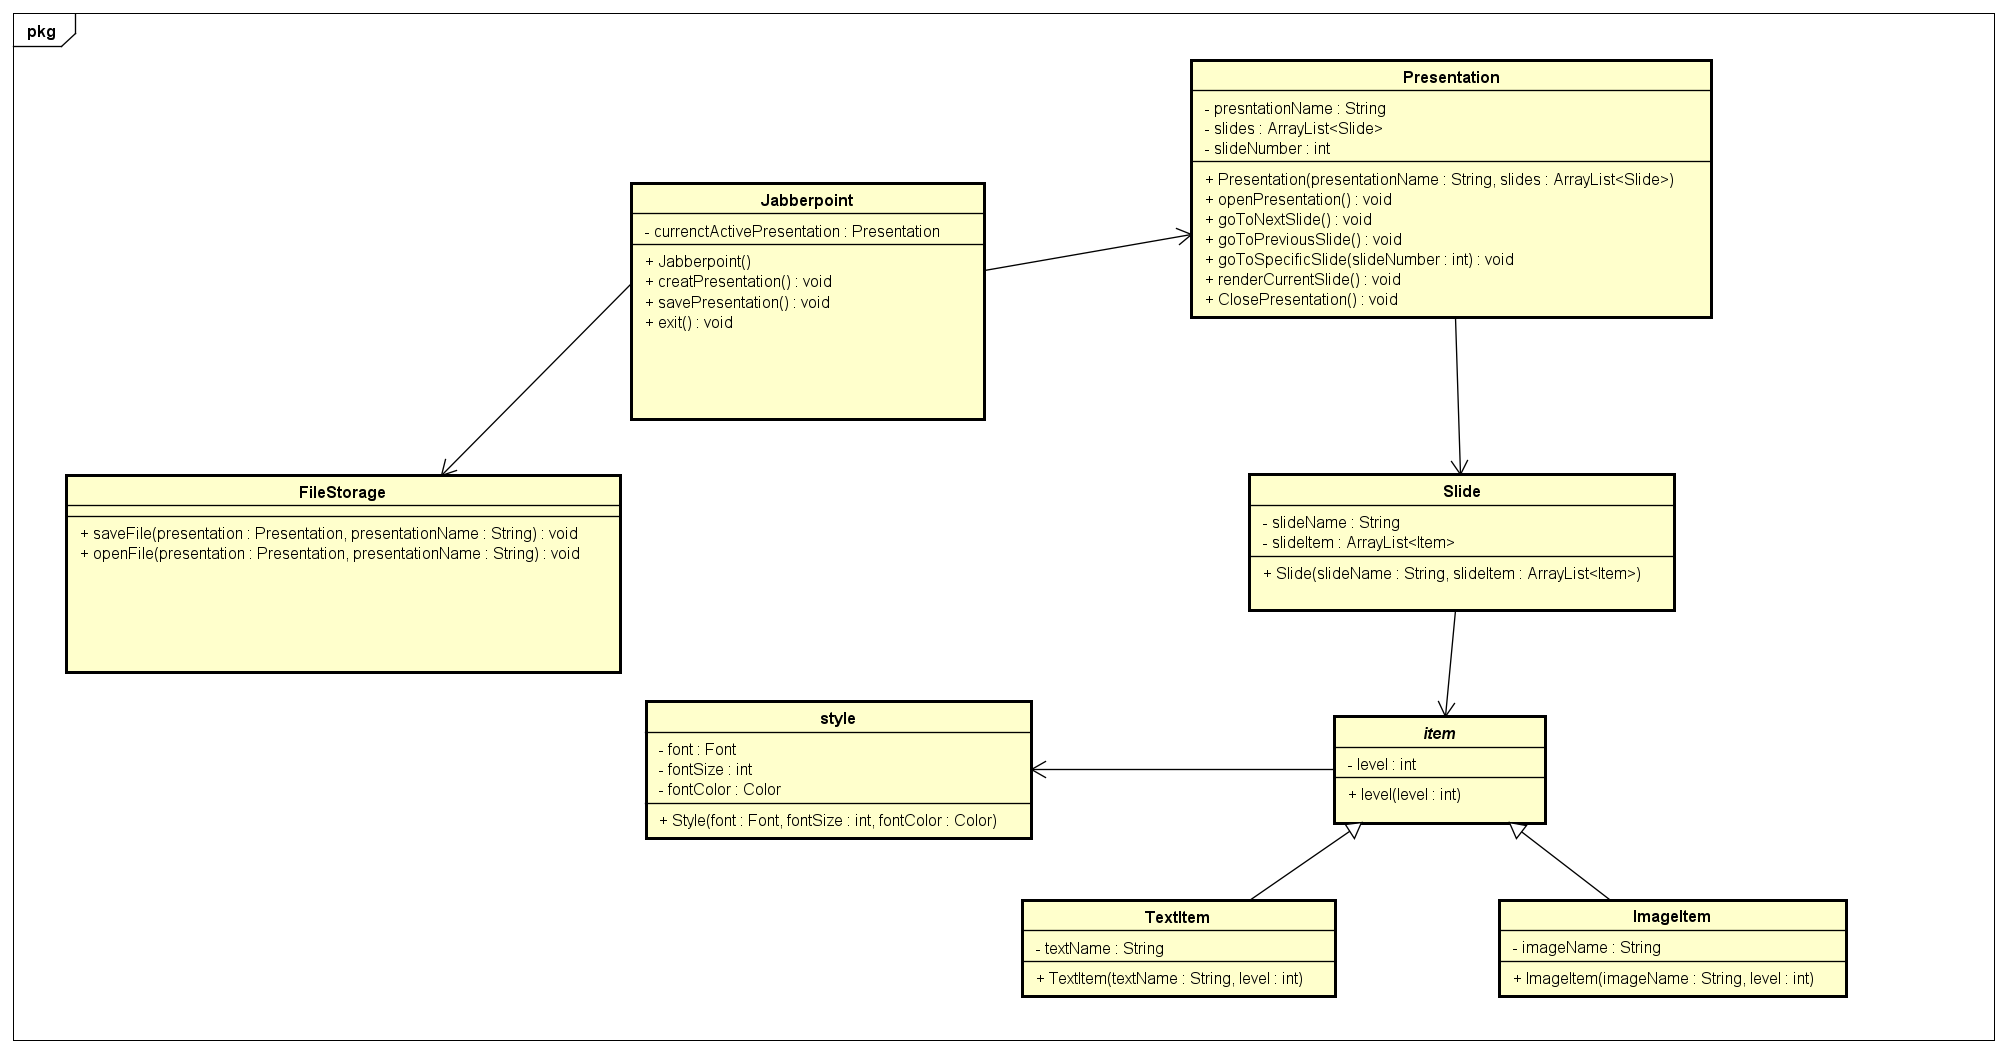 pkg
Presentation
- presntationName : String
- slides : ArrayList<Slide>
- slideNumber : int
+ Presentation(presentationName : String, slides : ArrayList<Slide>)
+ openPresentation() : void
+ goToNextSlide() : void
+ goToPreviousSlide() : void
+ goToSpecificSlide(slideNumber : int) : void
+ renderCurrentSlide() : void
+ ClosePresentation() : void
Jabberpoint
- currenctActivePresentation : Presentation
+ Jabberpoint()
+ creatPresentation() : void
+ savePresentation() : void
+ exit() : void
FileStorage
+ saveFile(presentation : Presentation, presentationName : String) : void
+ openFile(presentation : Presentation, presentationName : String) : void
Slide
- slideName : String
- slideItem : ArrayList<Item>
+ Slide(slideName : String, slideItem : ArrayList<Item>)
style
- font : Font
- fontSize : int
- fontColor : Color
+ Style(font : Font, fontSize : int, fontColor : Color)
item
- level : int
+ level(level : int)
TextItem
- textName : String
+ TextItem(textName : String, level : int)
ImageItem
- imageName : String
+ ImageItem(imageName : String, level : int)